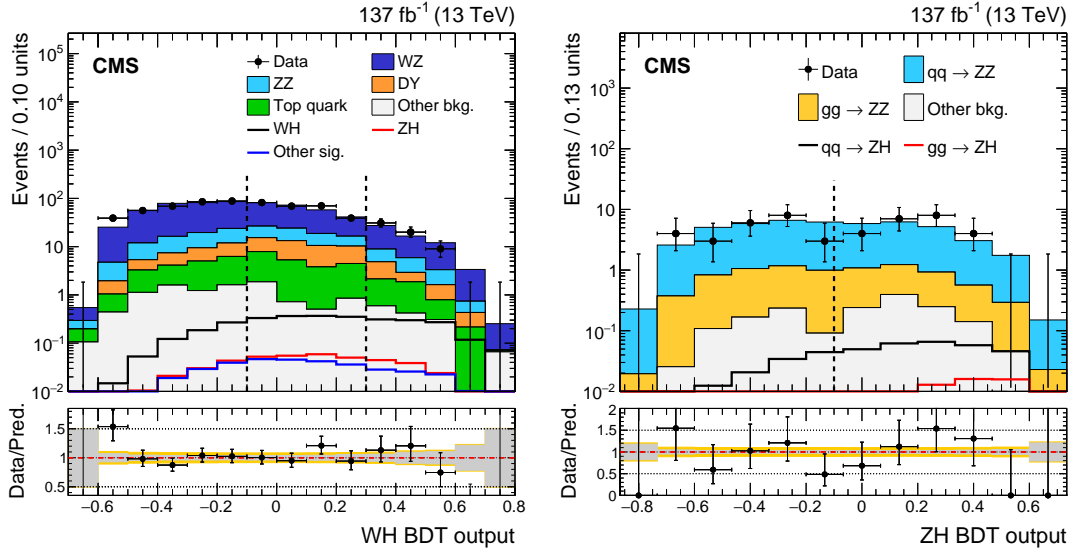 137 fb⁻¹ (13 TeV)
CMS
Data
WZ
ZZ
DY
Top quark
Other bkg.
WH
ZH
Other sig.
Events / 0.10 units
10⁵
10⁴
10³
10²
10
1
10⁻¹
10⁻²
Data/Pred.
1.5
1
0.5
−0.6 −0.4 −0.2 0 0.2 0.4 0.6 0.8
WH BDT output
137 fb⁻¹ (13 TeV)
CMS
Data
qq → ZZ
gg → ZZ
Other bkg.
qq → ZH
gg → ZH
Events / 0.13 units
10³
10²
10
1
10⁻¹
10⁻²
Data/Pred.
2
1.5
1
0.5
0
−0.8 −0.6 −0.4 −0.2 0 0.2 0.4 0.6
ZH BDT output